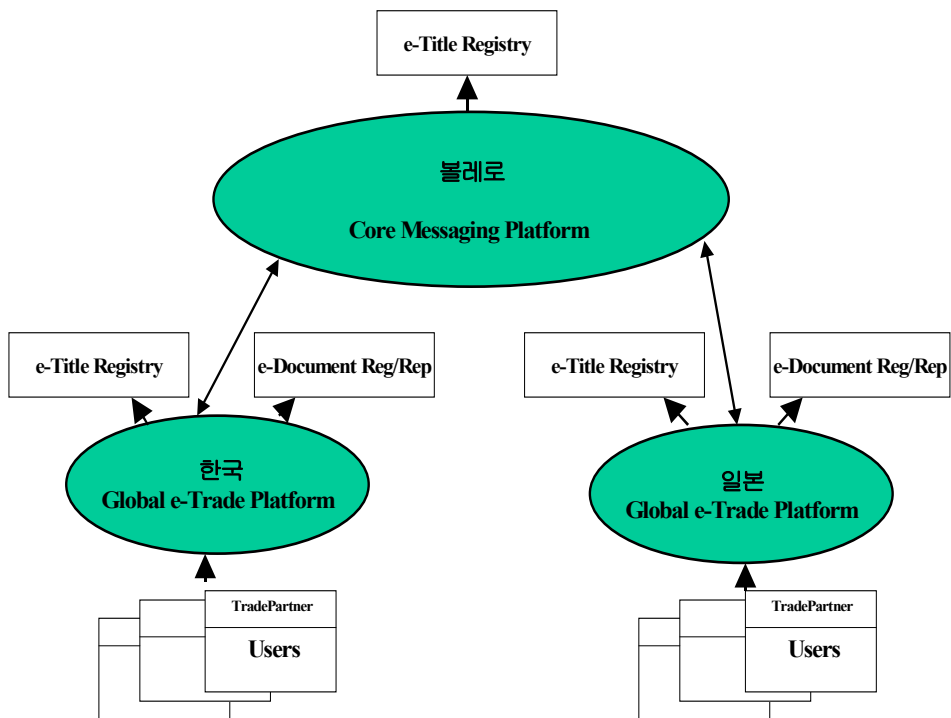 e-Title Registry
볼레로
Core Messaging Platform
e-Title Registry
e-Document Reg/Rep
e-Title Registry
e-Document Reg/Rep
한국
Global e-Trade Platform
일본
Global e-Trade Platform
TradePartner
Users
TradePartner
Users